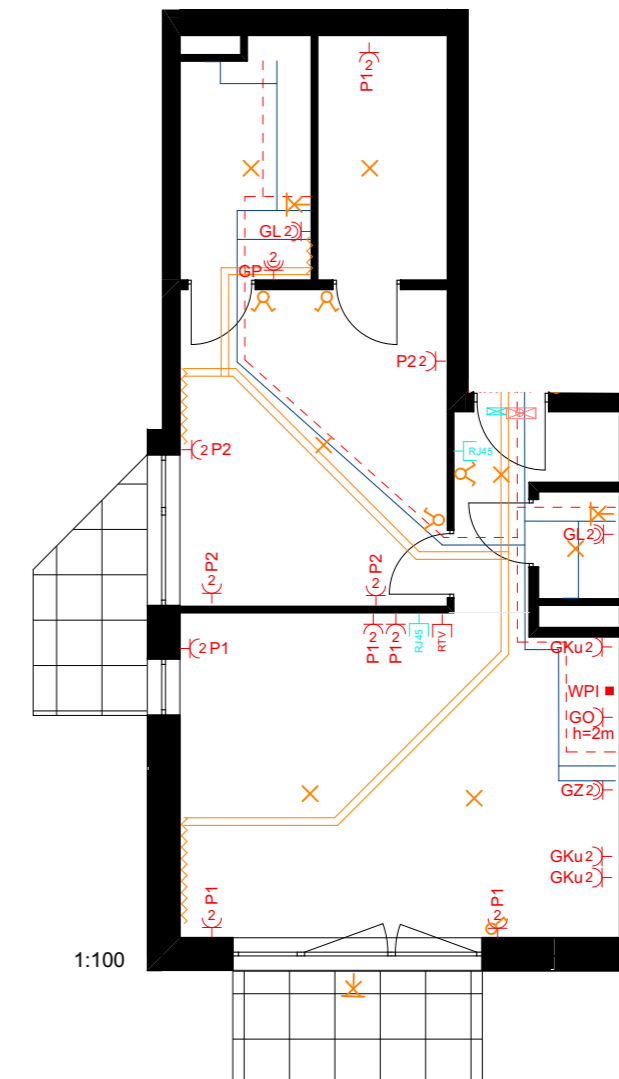 P1 2
GL 2
2
GP
P2 2
2 P2
RJ45
GL 2
P2
2
P2
2
P1 2
P1 2
RJ45
RTV
2 P1
GKu 2
WPI
GO
h=2m
GZ 2
GKu 2
GKu 2
P1
2
P1
2
1:100